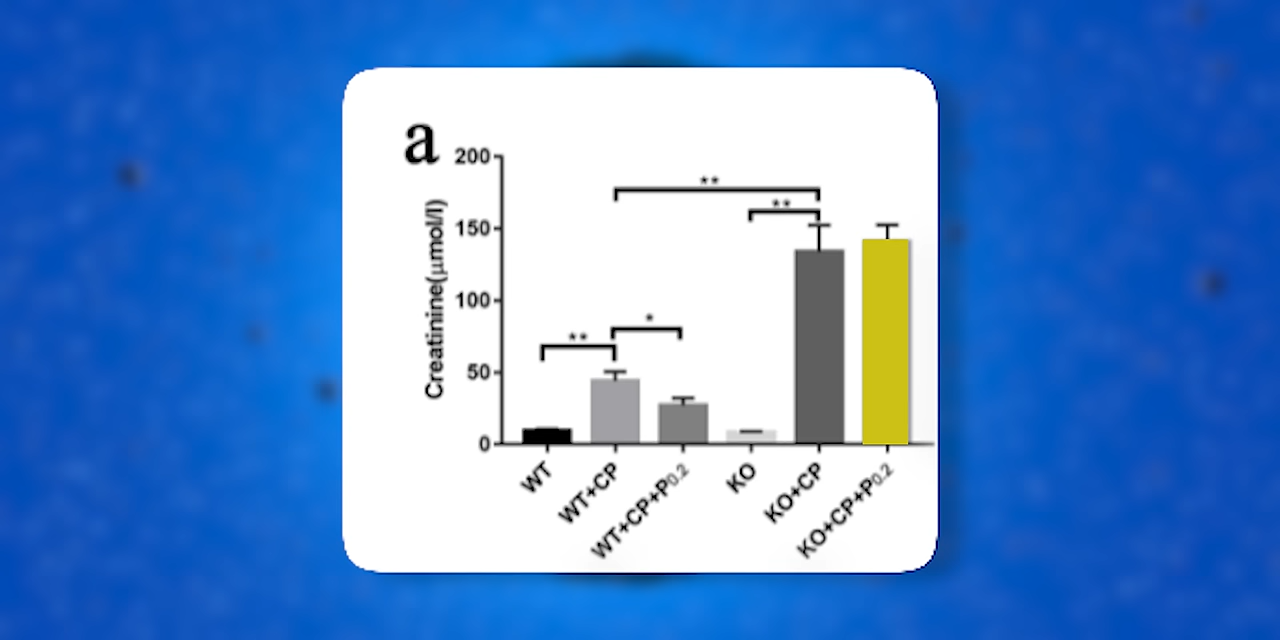 a
200
**
**
150
100
*
**
50
0
Creatinine(μmol/l)
WT
WT+CP
WT+CP+P0.2
KO
KO+CP
KO+CP+P0.2